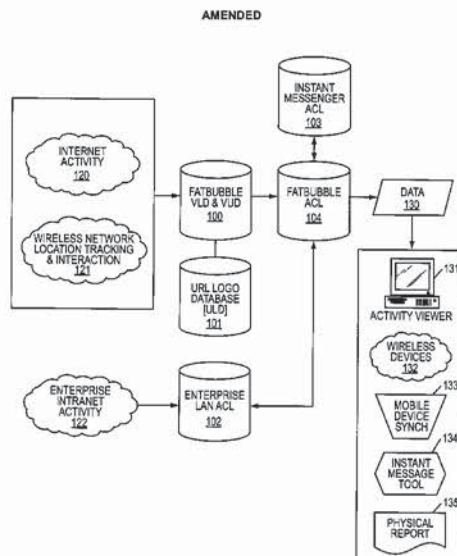 AMENDED
INSTANT
MESSENGER
ACL
103
INTERNET
ACTIVITY
120
WIRELESS NETWORK
LOCATION TRACKING
& INTERACTION
121
FATBUBBLE
VLD & VUD
100
FATBUBBLE
ACL
104
DATA
130
URL LOGO
DATABASE
[ULD]
101
ENTERPRISE
INTRANET
ACTIVITY
122
ENTERPRISE
LAN ACL
102
131
ACTIVITY VIEWER
WIRELESS
DEVICES
132
133
MOBILE
DEVICE
SYNCH
134
INSTANT
MESSAGE
TOOL
135
PHYSICAL
REPORT